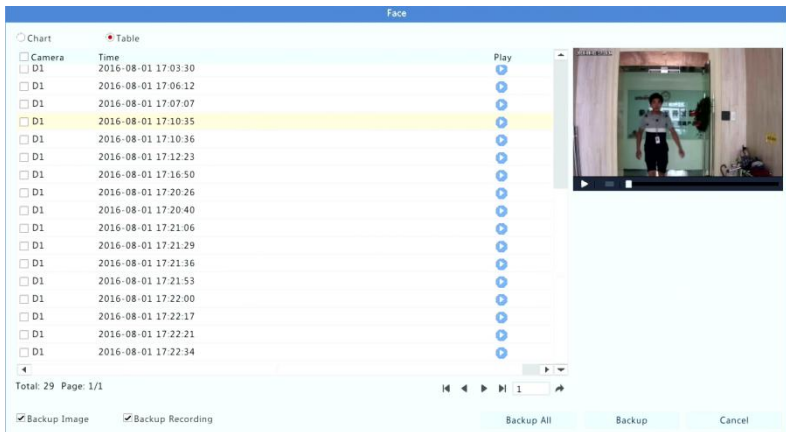 Face
Chart
Table
Camera Time Play
D1 2016-08-01 17:03:30
D1 2016-08-01 17:06:12
D1 2016-08-01 17:07:07
D1 2016-08-01 17:10:35
D1 2016-08-01 17:10:36
D1 2016-08-01 17:12:23
D1 2016-08-01 17:16:50
D1 2016-08-01 17:20:26
D1 2016-08-01 17:20:40
D1 2016-08-01 17:21:06
D1 2016-08-01 17:21:29
D1 2016-08-01 17:21:36
D1 2016-08-01 17:21:53
D1 2016-08-01 17:22:00
D1 2016-08-01 17:22:17
D1 2016-08-01 17:22:21
D1 2016-08-01 17:22:34
Total: 29 Page: 1/1
1
Backup Image
Backup Recording
Backup All
Backup
Cancel